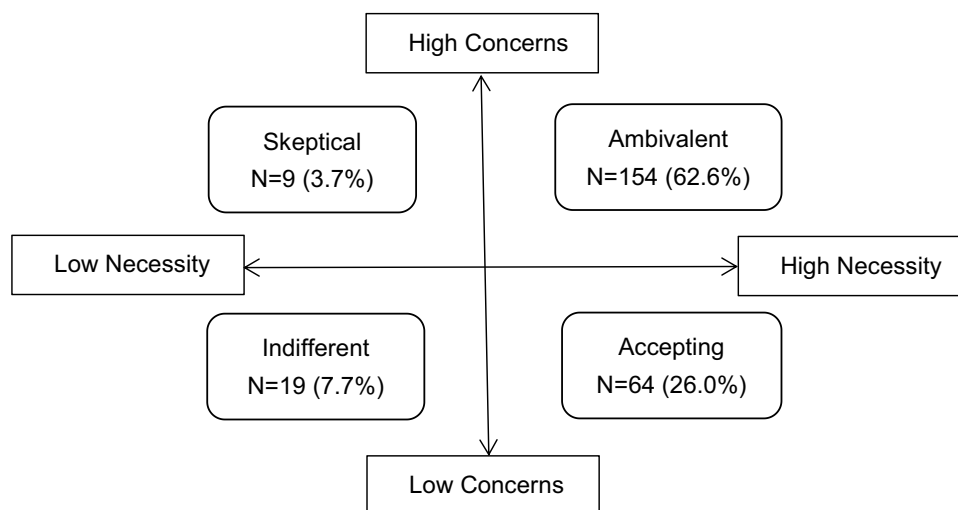 High Concerns
Skeptical
N=9 (3.7%)
Ambivalent
N=154 (62.6%)
Low Necessity
High Necessity
Indifferent
N=19 (7.7%)
Accepting
N=64 (26.0%)
Low Concerns